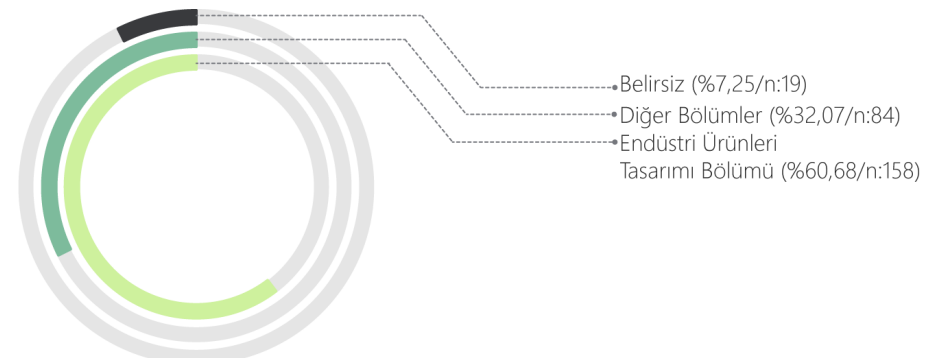 Belirsiz (%7,25/n:19)
Diğer Bölümler (%32,07/n:84)
Endüstri Ürünleri
Tasarımı Bölümü (%60,68/n:158)